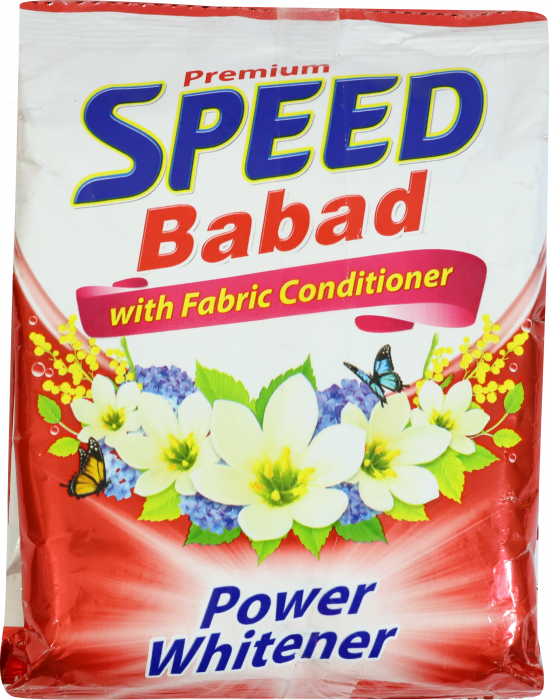 Premium
SPEED
Babad
with Fabric Conditioner
Power
Whitener